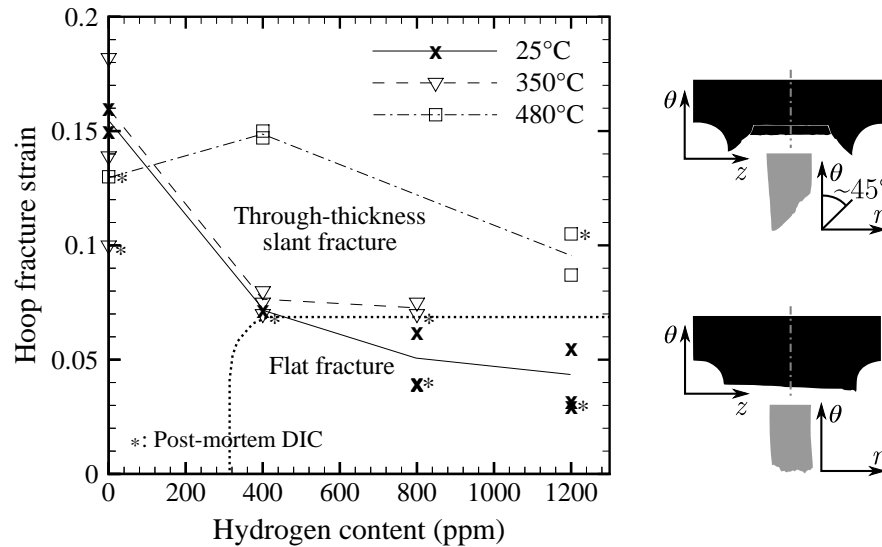 Hoop fracture strain
0.2
0.15
0.1
0.05
0
25°C
350°C
480°C
Through-thickness
slant fracture
Flat fracture
*: Post-mortem DIC
* * * * * * *
0 200 400 600 800 1000 1200
Hydrogen content (ppm)
θ
z
θ
~45°
r
θ
z
θ
r